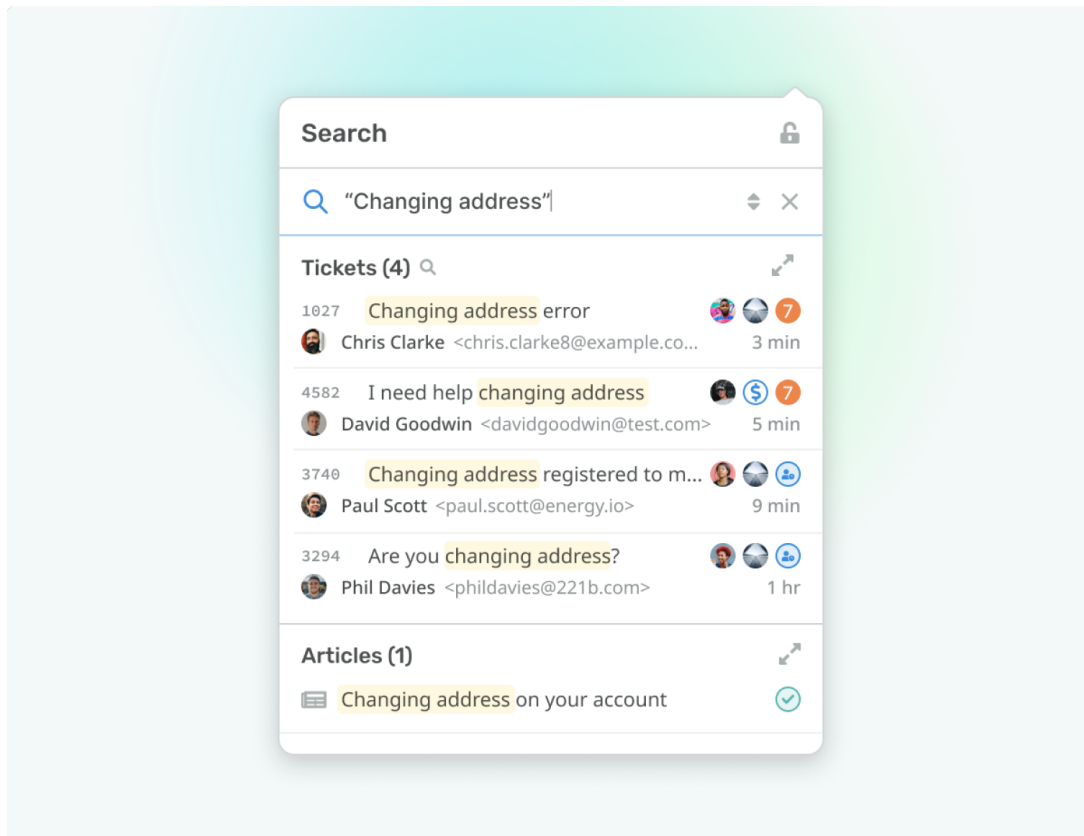 Search
“Changing address”
Tickets (4)
1027 Changing address error 7
Chris Clarke <chris.clarke8@example.co... 3 min
4582 I need help changing address $ 7
David Goodwin <davidgoodwin@test.com> 5 min
3740 Changing address registered to m...
Paul Scott <paul.scott@energy.io> 9 min
3294 Are you changing address?
Phil Davies <phildavies@221b.com> 1 hr
Articles (1)
Changing address on your account